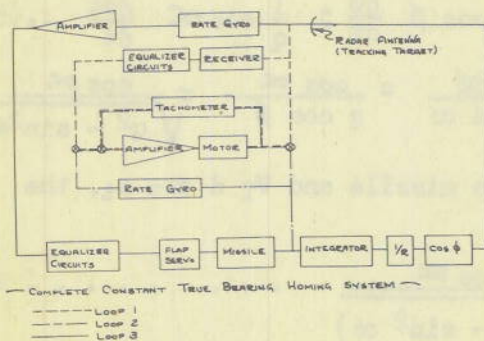 AMPLIFIER
RATE GYRO
RADAR ANTENNA
(TRACKING TARGET)
EQUALIZER
CIRCUITS
RECEIVER
TACHOMETER
AMPLIFIER
MOTOR
RATE GYRO
EQUALIZER
CIRCUITS
FLAP
SERVO
MISSILE
INTEGRATOR
1/R
COS ϕ
— COMPLETE CONSTANT TRUE BEARING HOMING SYSTEM —
LOOP 1
LOOP 2
LOOP 3